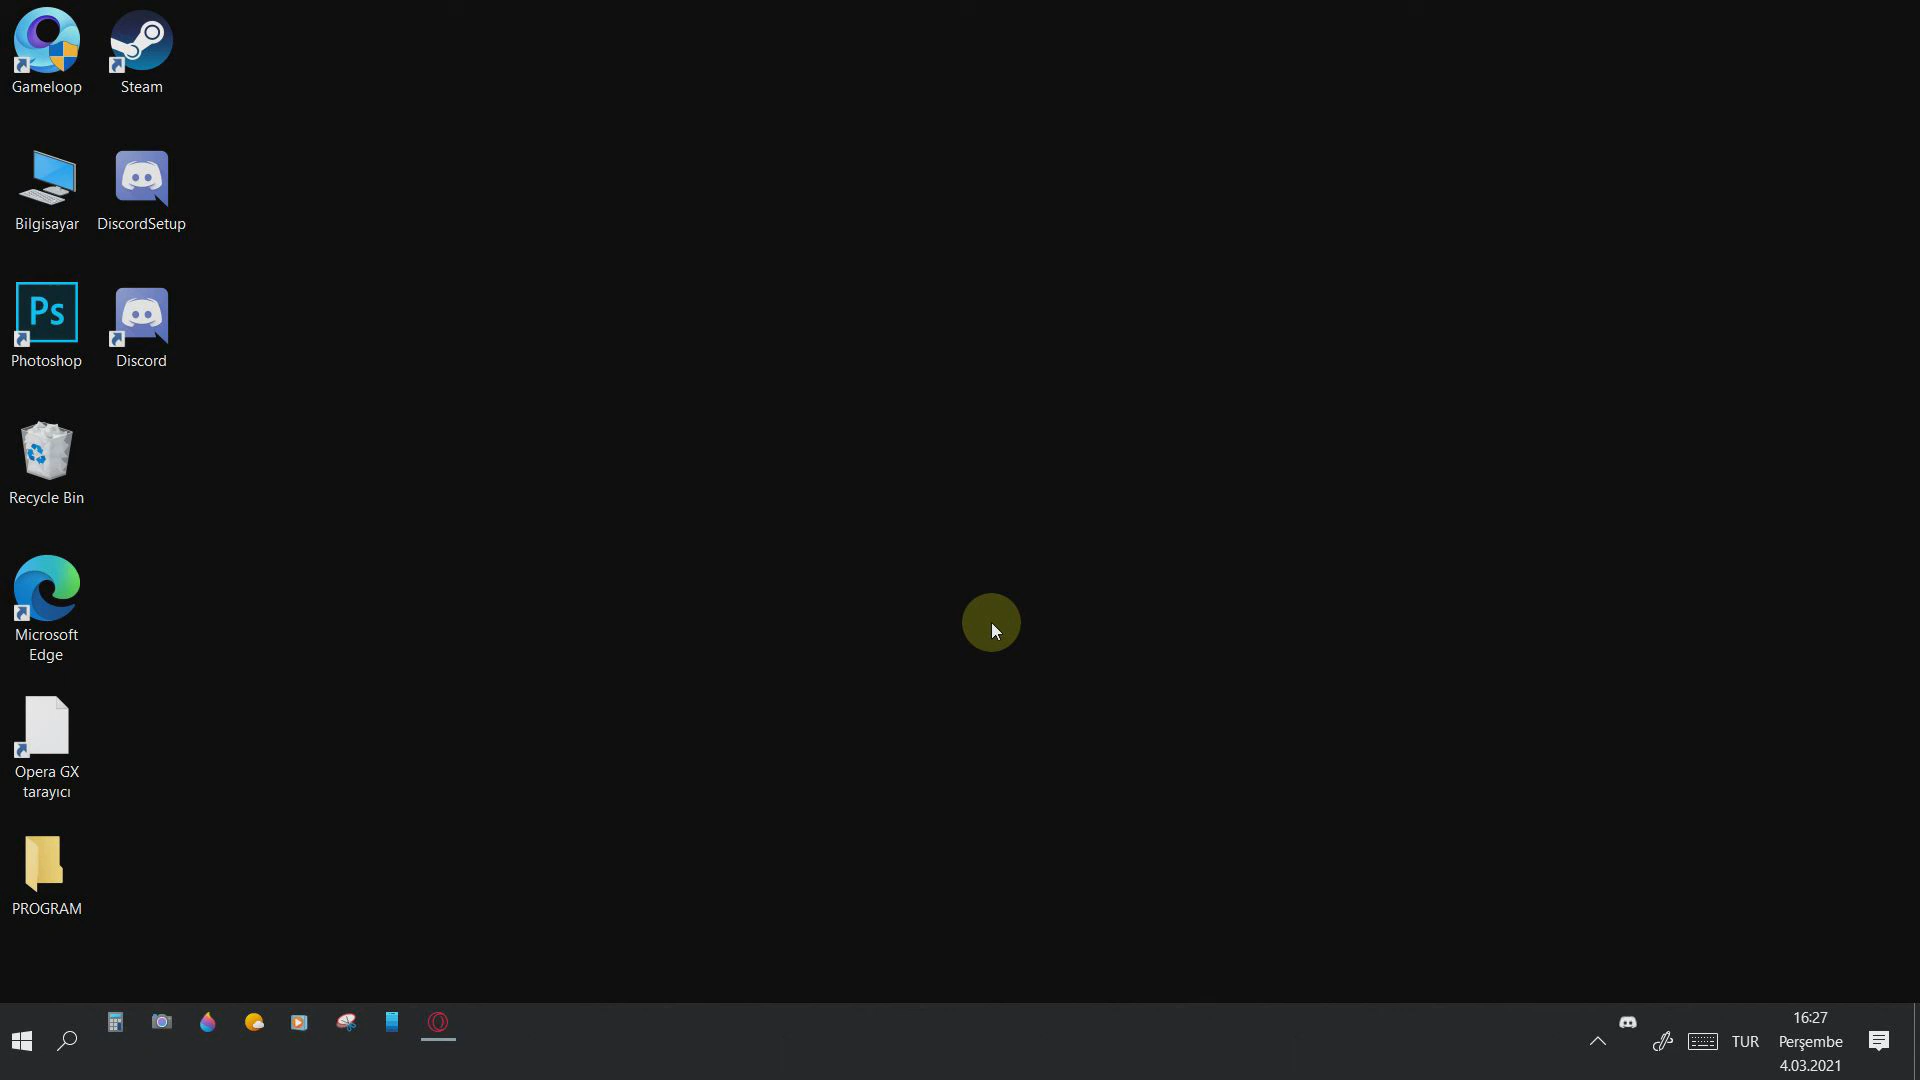 Gameloop
Steam
Bilgisayar
DiscordSetup
Ps
Photoshop
Discord
Recycle Bin
Microsoft
Edge
Opera GX
tarayıcı
PROGRAM
TUR
16:27
Perşembe
4.03.2021